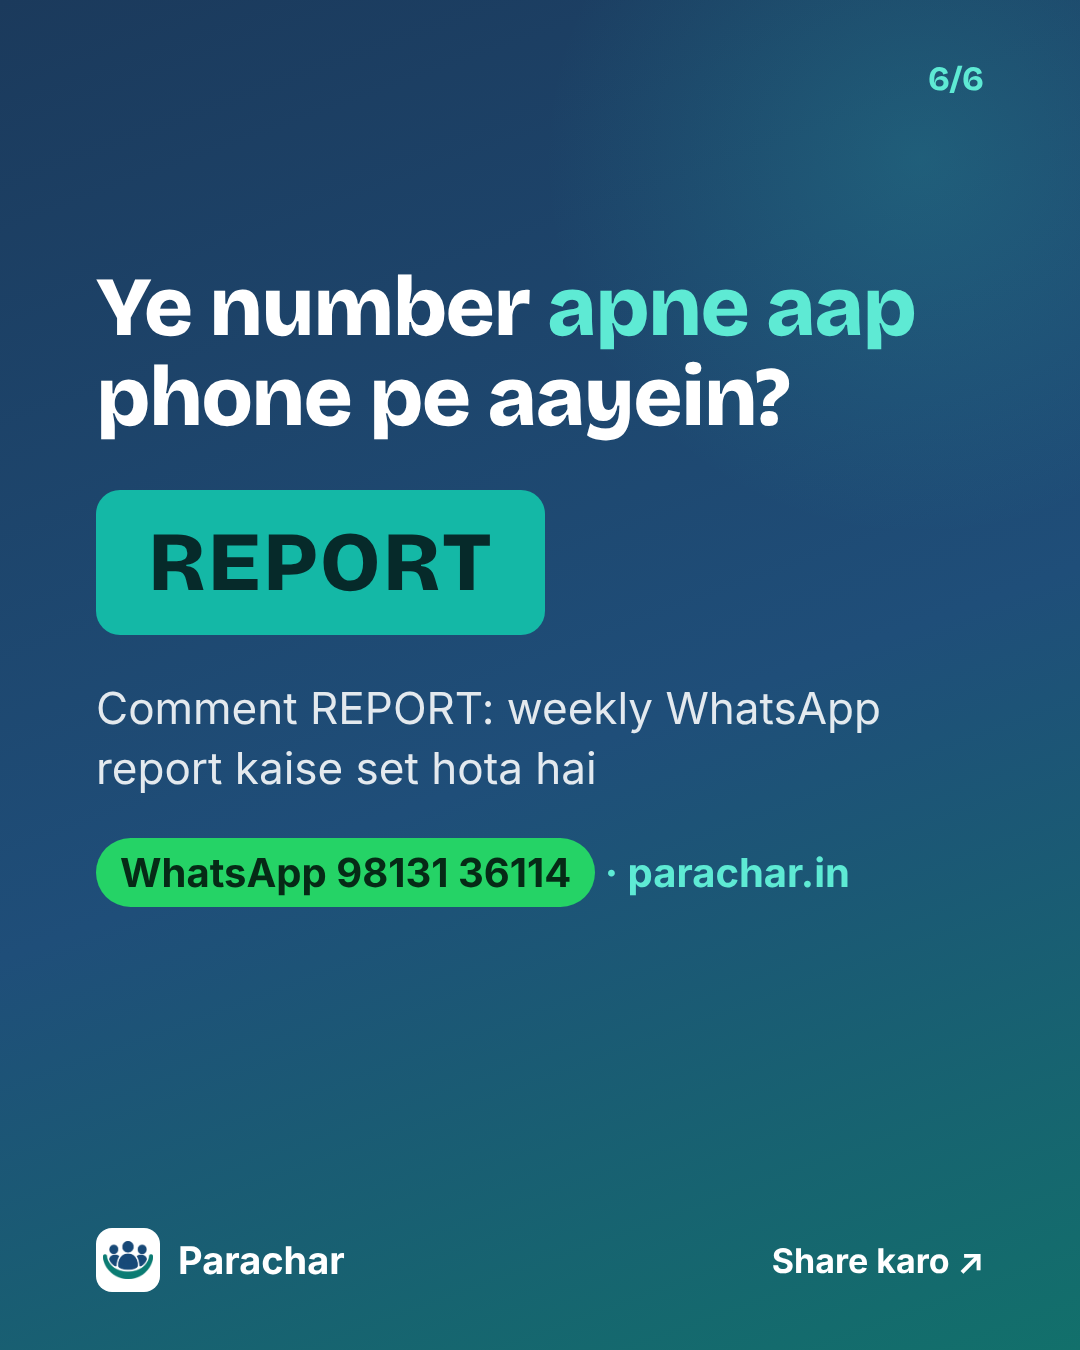 6/6
Ye number apne aap
phone pe aayein?
REPORT
Comment REPORT: weekly WhatsApp
report kaise set hota hai
WhatsApp 98131 36114 · parachar.in
Parachar
Share karo ↗